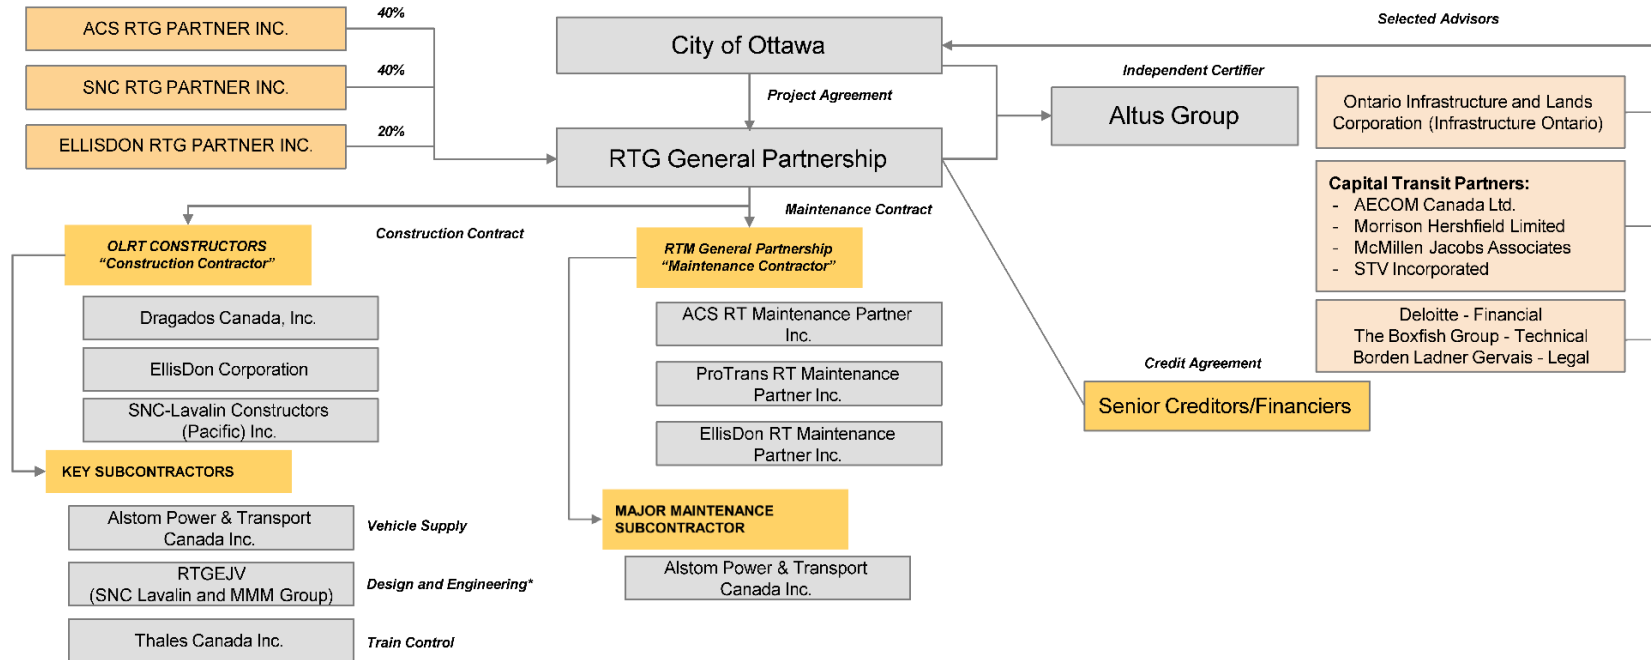 ACS RTG PARTNER INC.
40%
SNC RTG PARTNER INC.
40%
ELLISDON RTG PARTNER INC.
20%
City of Ottawa
Selected Advisors
Project Agreement
Independent Certifier
Altus Group
RTG General Partnership
Ontario Infrastructure and Lands
Corporation (Infrastructure Ontario)
Capital Transit Partners:
- AECOM Canada Ltd.
- Morrison Hershfield Limited
- McMillen Jacobs Associates
- STV Incorporated
Deloitte - Financial
The Boxfish Group - Technical
Borden Ladner Gervais - Legal
Construction Contract
Maintenance Contract
Credit Agreement
Senior Creditors/Financiers
OLRT CONSTRUCTORS
“Construction Contractor”
Dragados Canada, Inc.
EllisDon Corporation
SNC-Lavalin Constructors
(Pacific) Inc.
KEY SUBCONTRACTORS
Alstom Power & Transport
Canada Inc.
Vehicle Supply
RTGEJV
(SNC Lavalin and MMM Group)
Design and Engineering*
Thales Canada Inc.
Train Control
RTM General Partnership
“Maintenance Contractor”
ACS RT Maintenance Partner
Inc.
ProTrans RT Maintenance
Partner Inc.
EllisDon RT Maintenance
Partner Inc.
MAJOR MAINTENANCE
SUBCONTRACTOR
Alstom Power & Transport
Canada Inc.